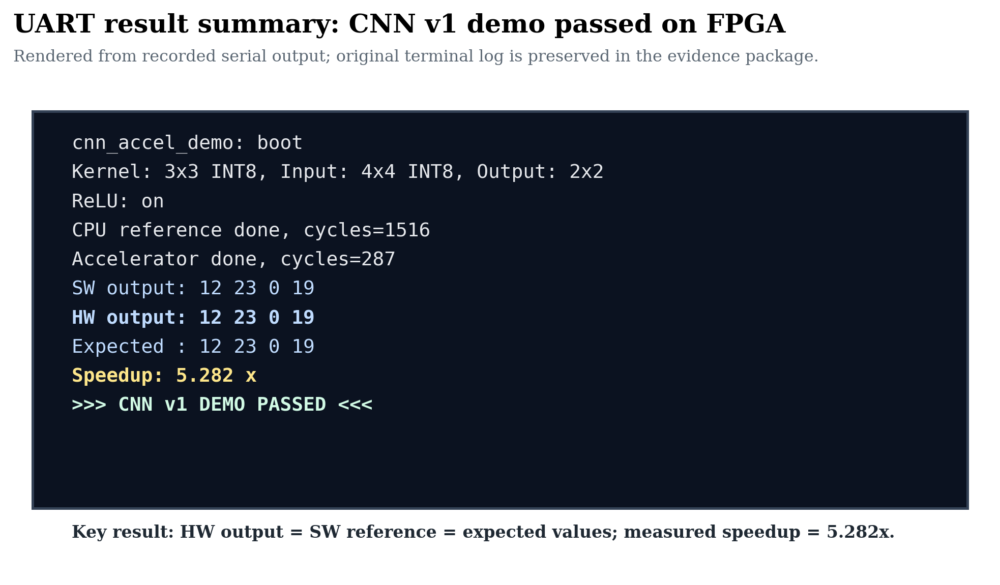 UART result summary: CNN v1 demo passed on FPGA
Rendered from recorded serial output; original terminal log is preserved in the evidence package.
cnn_accel_demo: boot
Kernel: 3x3 INT8, Input: 4x4 INT8, Output: 2x2
ReLU: on
CPU reference done, cycles=1516
Accelerator done, cycles=287
SW output: 12 23 0 19
HW output: 12 23 0 19
Expected : 12 23 0 19
Speedup: 5.282 x
>>> CNN v1 DEMO PASSED <<<
Key result: HW output = SW reference = expected values; measured speedup = 5.282x.